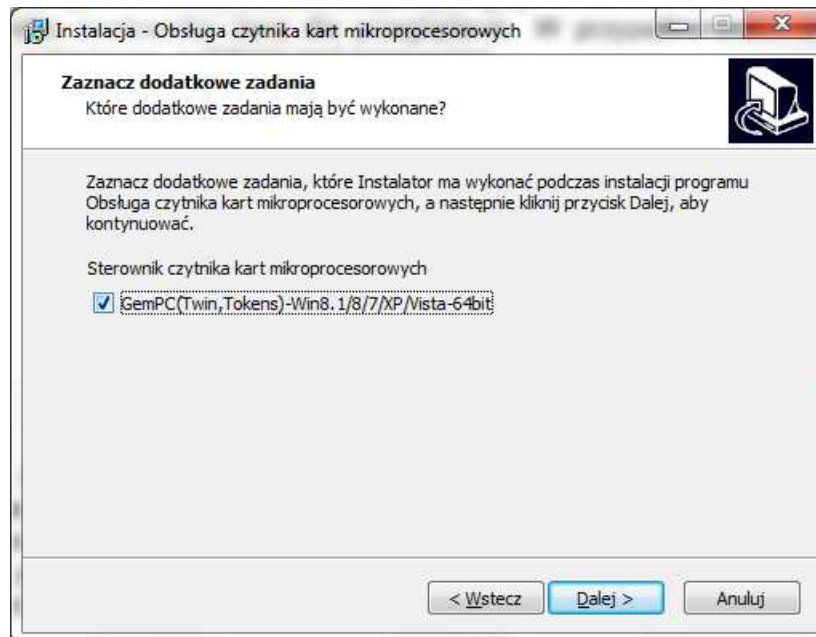 Instalacja - Obsługa czytnika kart mikroprocesorowych
Zaznacz dodatkowe zadania
Które dodatkowe zadania mają być wykonane?
Zaznacz dodatkowe zadania, które Instalator ma wykonać podczas instalacji programu
Obsługa czytnika kart mikroprocesorowych, a następnie kliknij przycisk Dalej, aby
kontynuować.
Sterownik czytnika kart mikroprocesorowych
GemPC(Twin,Tokens)-Win8.1/8/7/XP/Vista-64bit
< Wstecz Dalej > Anuluj